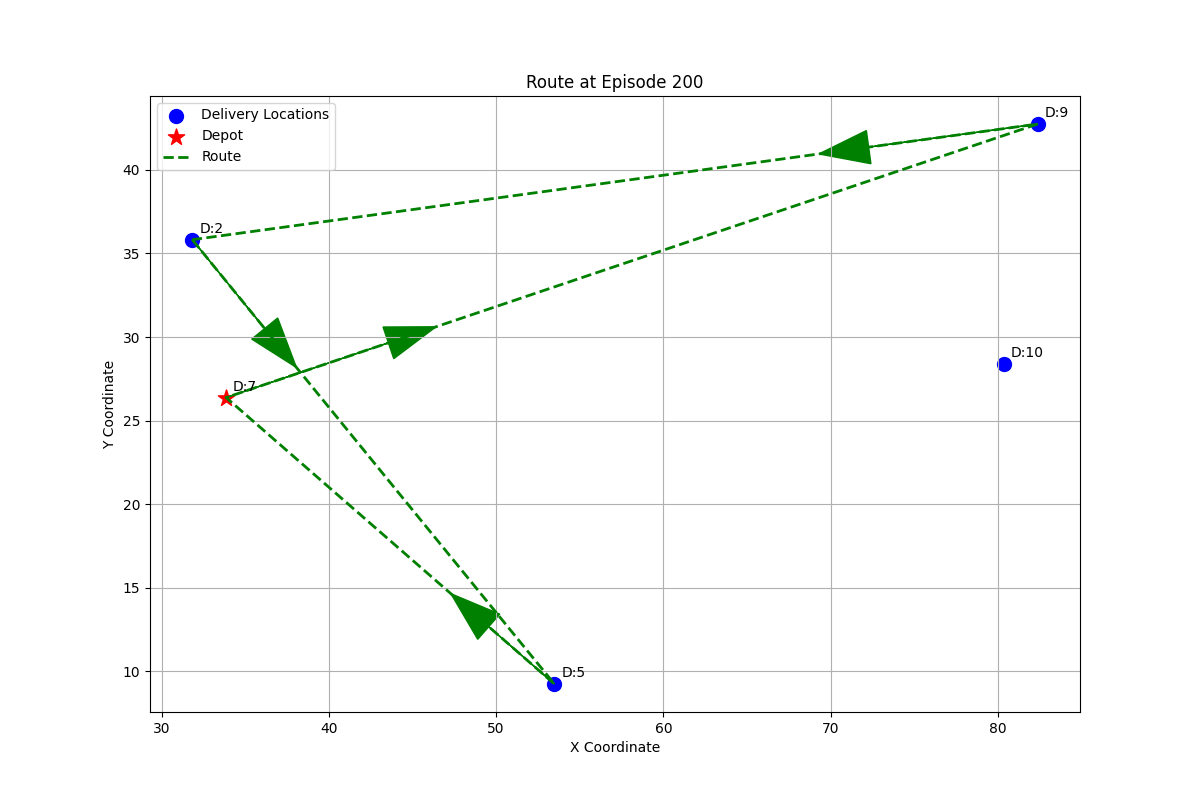 Route at Episode 200
Delivery Locations
Depot
Route
D:9
D:2
D:10
D:7
D:5
40
35
30
25
20
15
10
Y Coordinate
30 40 50 60 70 80
X Coordinate